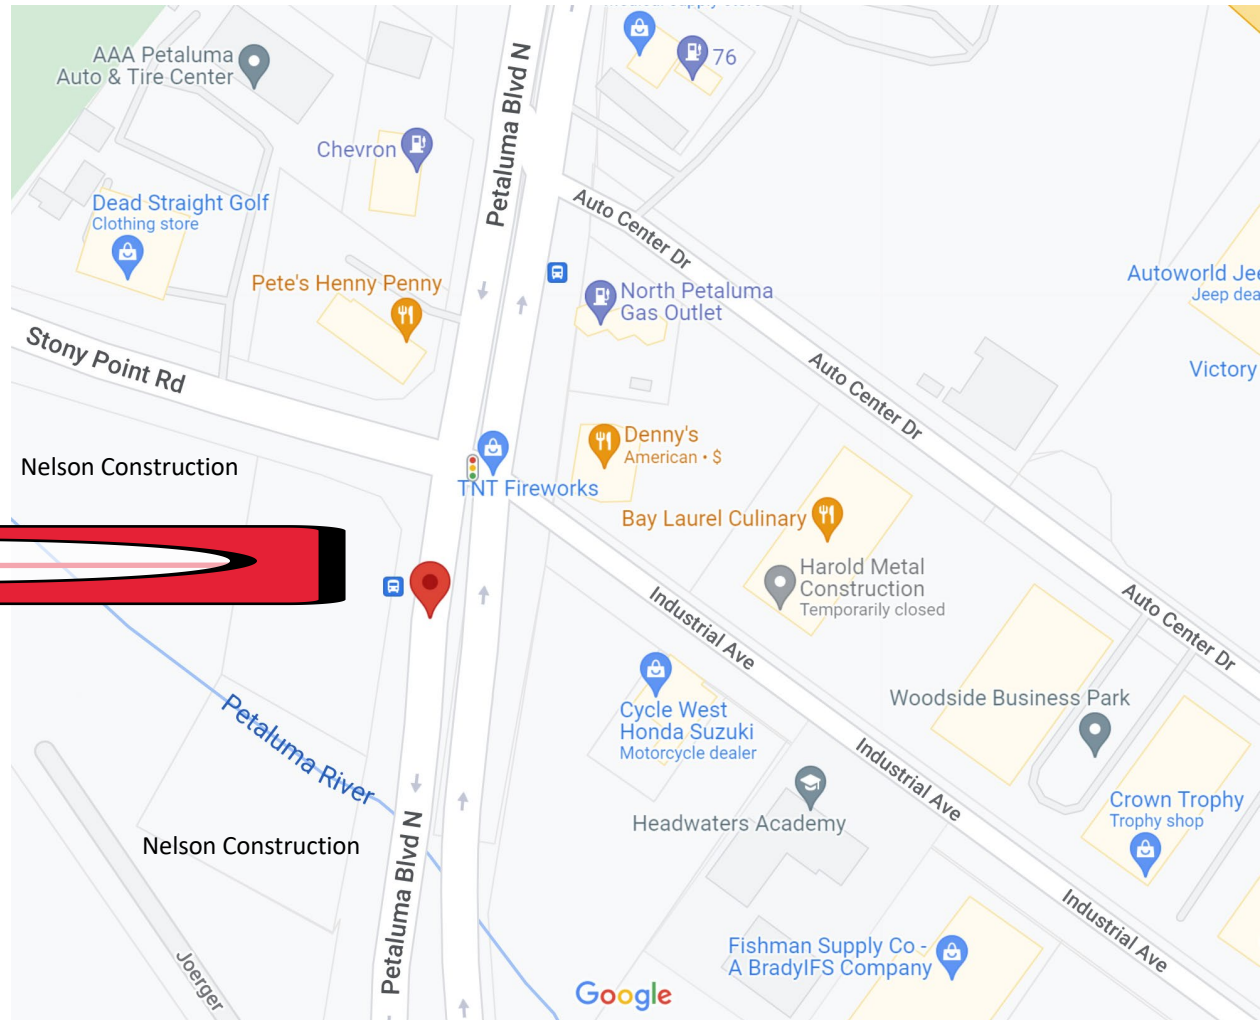 Medical supply store
AAA Petaluma
Auto & Tire Center
76
Petaluma Blvd N
Chevron
Dead Straight Golf
Clothing store
Auto Center Dr
Pete's Henny Penny
North Petaluma
Gas Outlet
Autoworld Jee
Jeep dea
Stony Point Rd
Auto Center Dr
Victory
Denny's
American • $
Nelson Construction
TNT Fireworks
Bay Laurel Culinary
Harold Metal
Construction
Temporarily closed
Industrial Ave
Auto Center Dr
Woodside Business Park
Cycle West
Honda Suzuki
Motorcycle dealer
Petaluma River
Industrial Ave
Crown Trophy
Trophy shop
Headwaters Academy
Nelson Construction
Petaluma Blvd N
Industrial Ave
Fishman Supply Co -
A BradyIFS Company
Joerger
Google